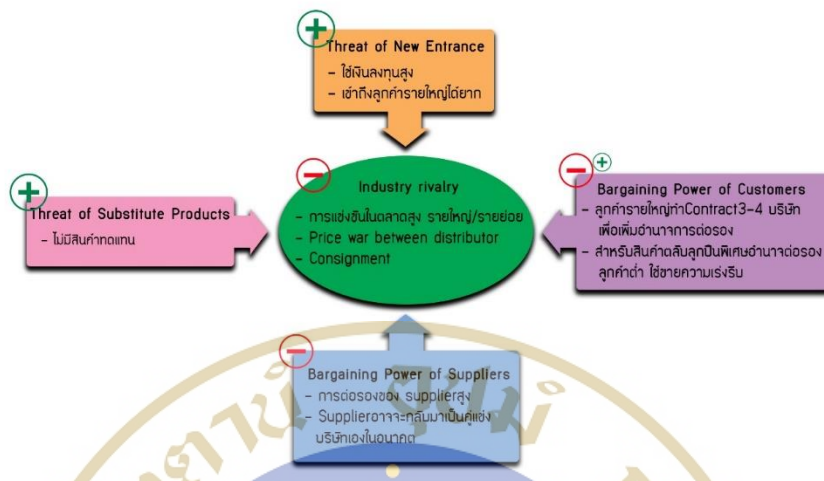 Threat of New Entrance
- ใช้เงินลงทุนสูง
- เข้าถึงลูกค้ารายใหญ่ได้ยาก
Threat of Substitute Products
- ไม่มีสินค้าทดแทน
Industry rivalry
- การแข่งขันในตลาดสูง รายใหญ่/รายย่อย
- Price war between distributor
- Consignment
Bargaining Power of Customers
- ลูกค้ารายใหญ่ทำContract3-4 บริษัท
เพื่อเพิ่มอำนาจการต่อรอง
- สำหรับสินค้าตลับลูกปืนพิเศษอำนาจต่อรอง
ลูกค้าต่ำ ใช้ขายความเร่งรีบ
Bargaining Power of Suppliers
- การต่อรองของ supplierสูง
- Supplierอาจจะกลับมาเป็นคู่แข่ง
บริษัทเองในอนาคต